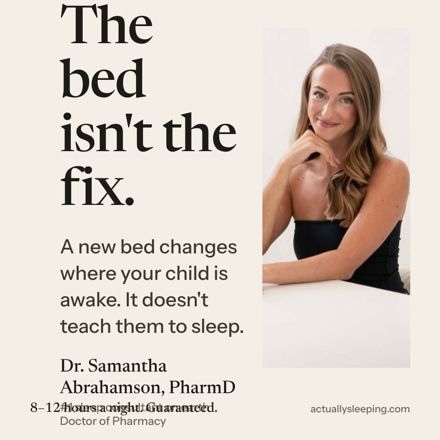 The
bed
isn't the
fix.
A new bed changes
where your child is
awake. It doesn't
teach them to sleep.
Dr. Samantha
Abrahamson, PharmD
8–12 hours a night. Guaranteed.
Doctor of Pharmacy
actuallysleeping.com